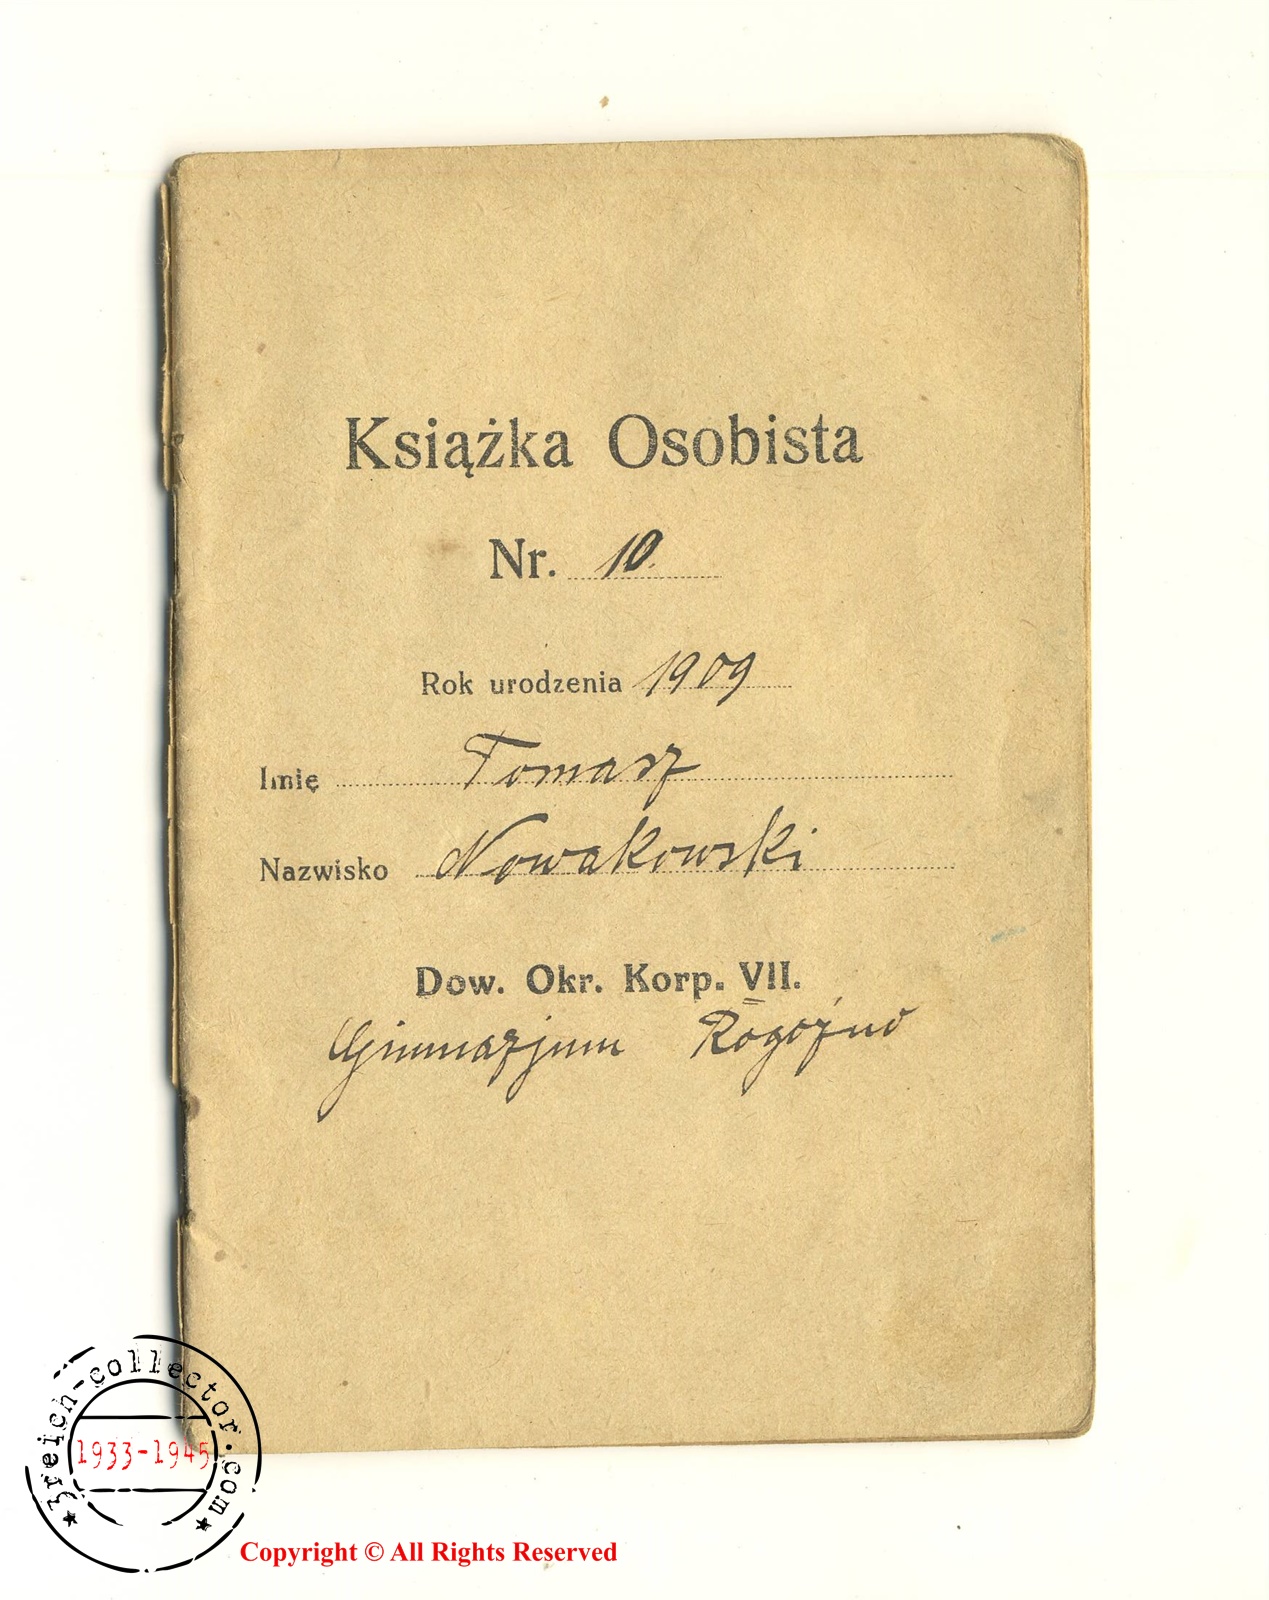 Książka Osobista
Nr. 10.
Rok urodzenia 1909
Imię Tomasz
Nazwisko Nowakowski
Dow. Okr. Korp. VII.
Gimnazjum Rogoźno
3reich-collector.com
1933-1945
Copyright © All Rights Reserved